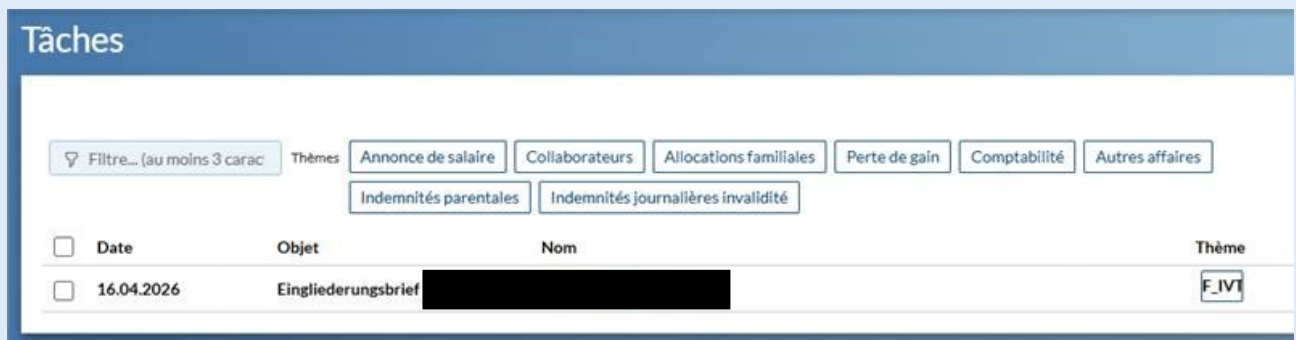 Tâches
Filtre... (au moins 3 carac
Thèmes Annonce de salaire Collaborateurs Allocations familiales Perte de gain Comptabilité Autres affaires
Indemnités parentales Indemnités journalières invalidité
Date Objet Nom Thème
16.04.2026 Eingliederungsbrief F_IVT